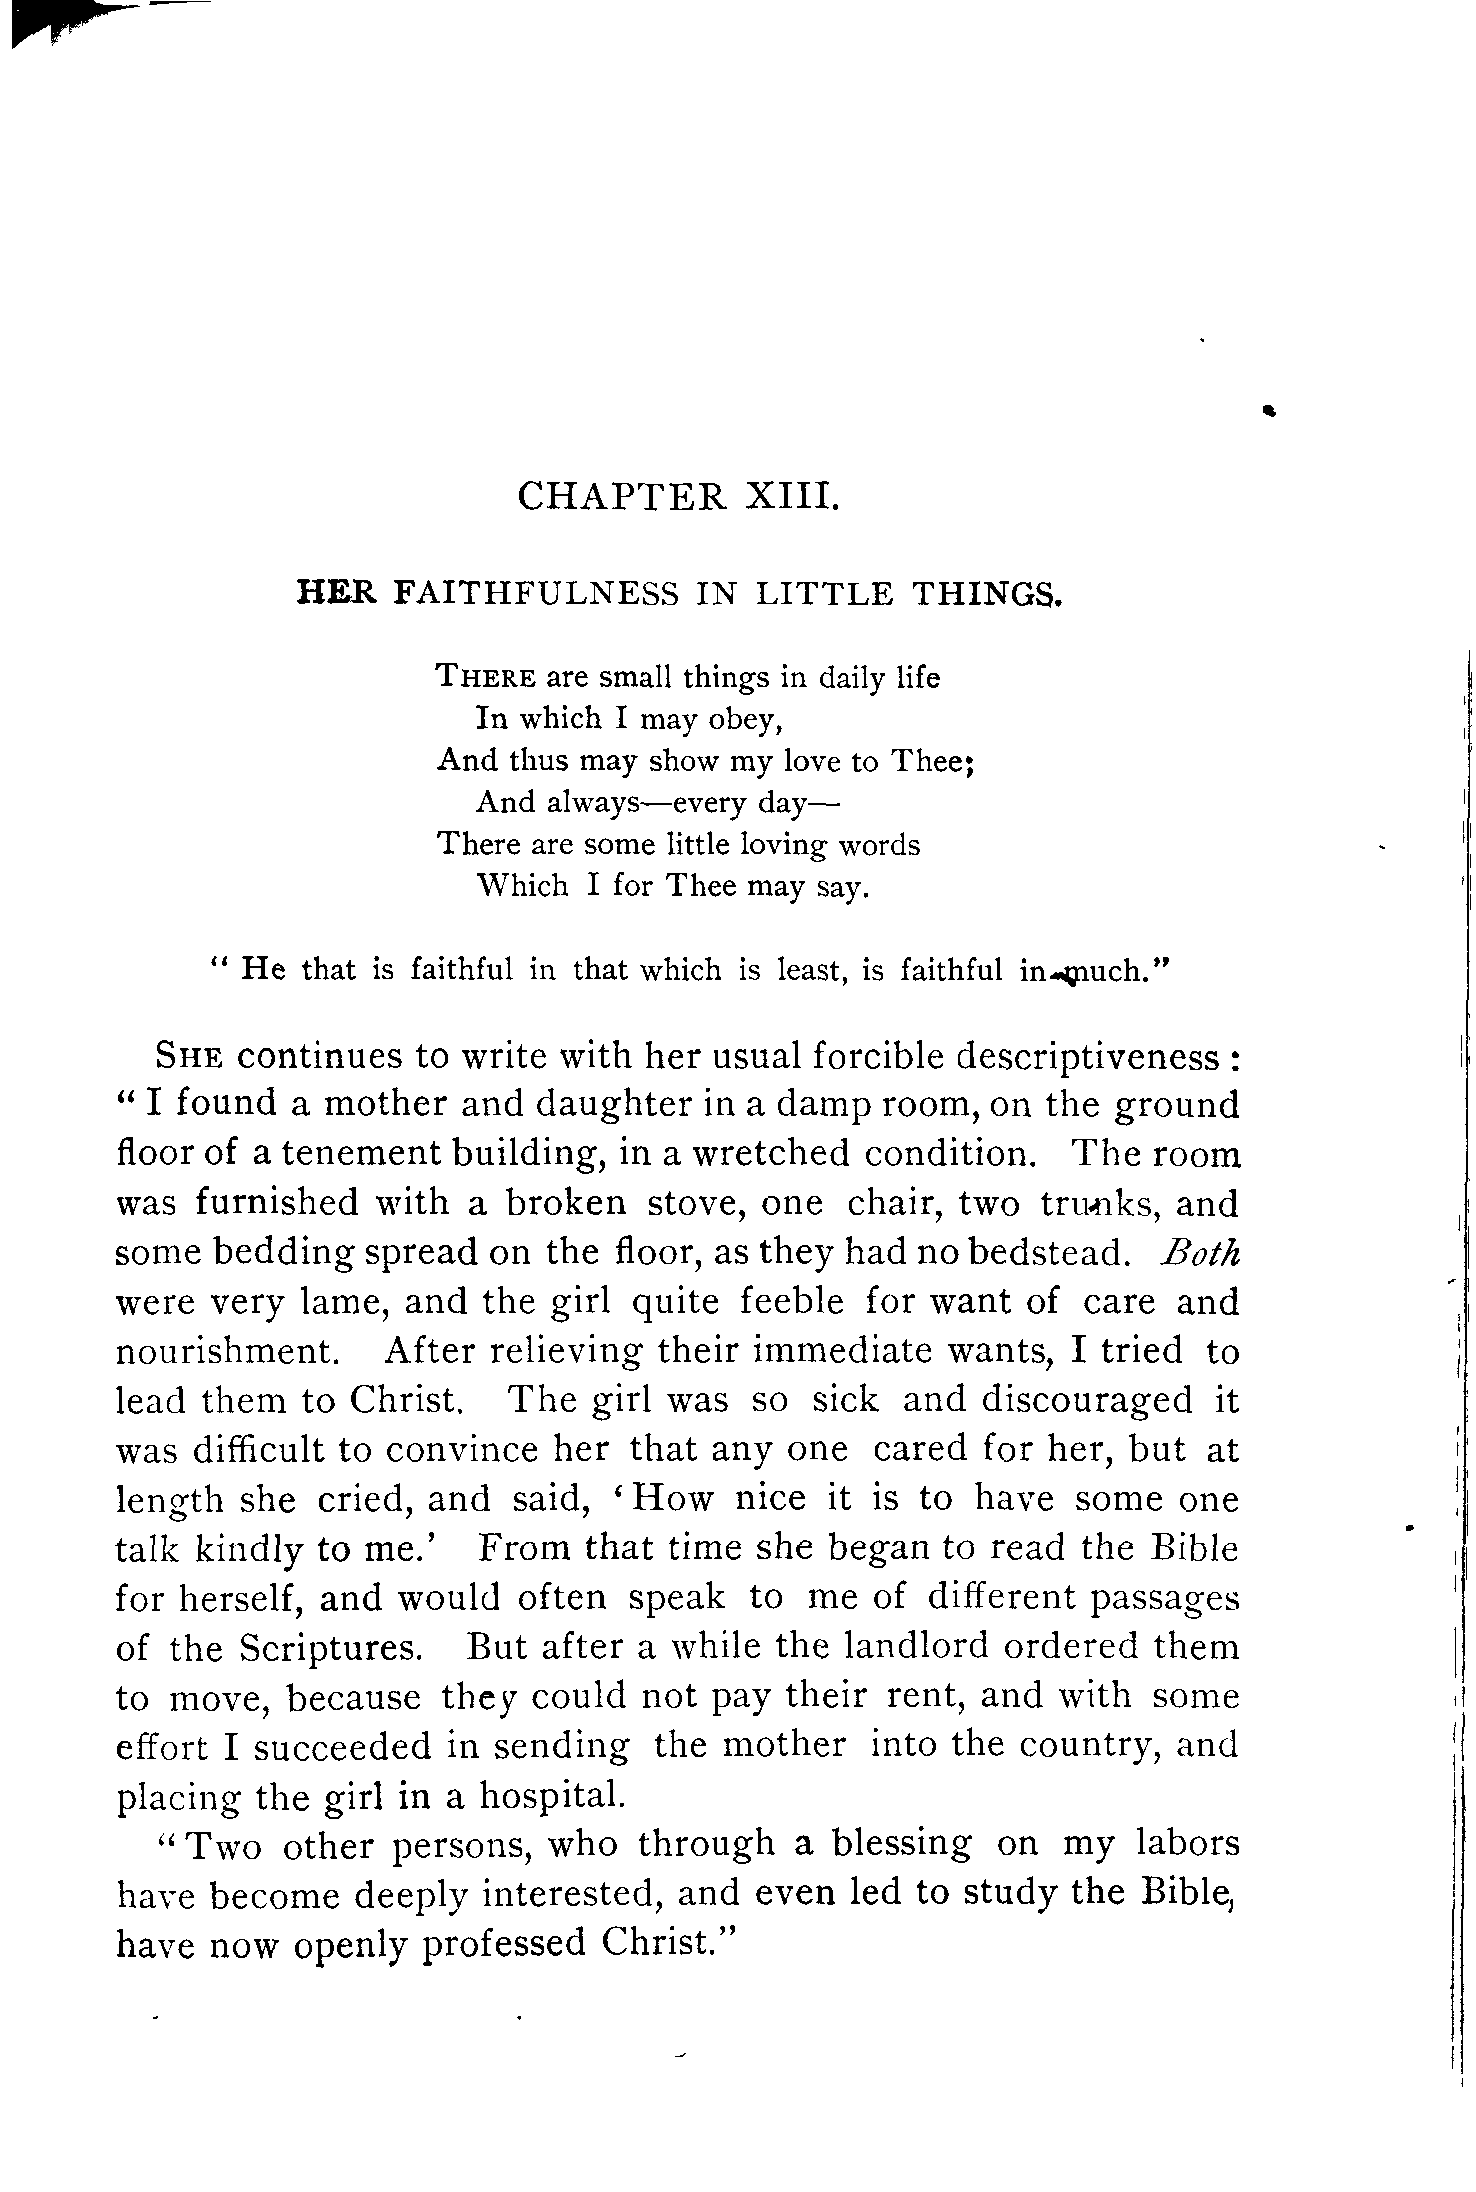 CHAPTER XIII.
HER FAITHFULNESS IN LITTLE THINGS.
THERE are small things in daily life
In which I may obey,
And thus may show my love to Thee;
And always—every day—
There are some little loving words
Which I for Thee may say.
" He that is faithful in that which is least, is faithful in much."
SHE continues to write with her usual forcible descriptiveness :
" I found a mother and daughter in a damp room, on the ground
floor of a tenement building, in a wretched condition. The room
was furnished with a broken stove, one chair, two trunks, and
some bedding spread on the floor, as they had no bedstead. Both
were very lame, and the girl quite feeble for want of care and
nourishment. After relieving their immediate wants, I tried to
lead them to Christ. The girl was so sick and discouraged it
was difficult to convince her that any one cared for her, but at
length she cried, and said, ‘ How nice it is to have some one
talk kindly to me.’ From that time she began to read the Bible
for herself, and would often speak to me of different passages
of the Scriptures. But after a while the landlord ordered them
to move, because they could not pay their rent, and with some
effort I succeeded in sending the mother into the country, and
placing the girl in a hospital.
" Two other persons, who through a blessing on my labors
have become deeply interested, and even led to study the Bible,
have now openly professed Christ."